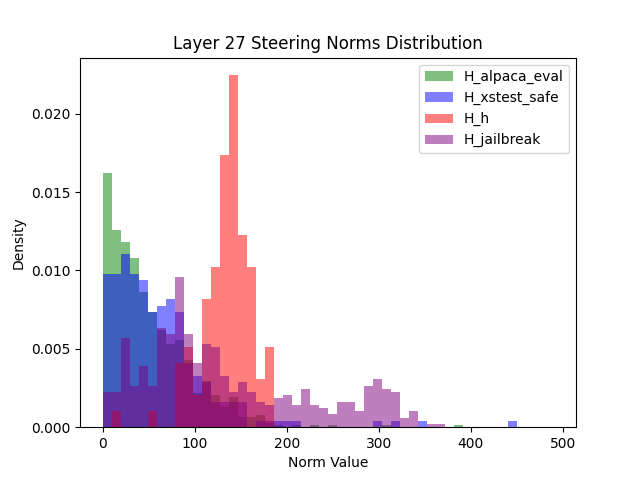 Layer 27 Steering Norms Distribution
H_alpaca_eval
H_xstest_safe
H_h
H_jailbreak
0.020
0.015
0.010
0.005
0.000
Density
0
100
200
300
400
500
Norm Value